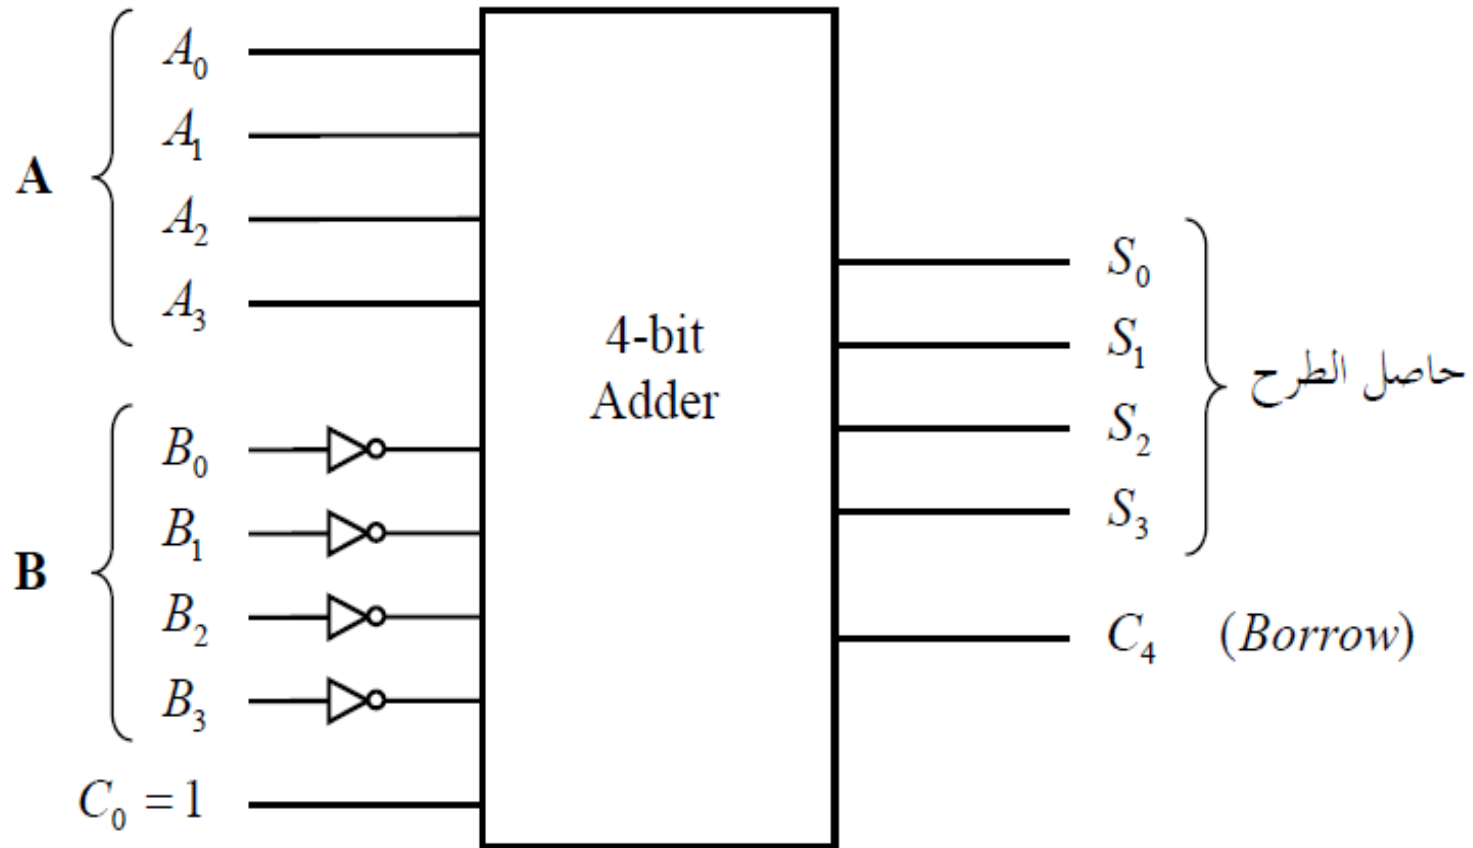 A
A₀
A₁
A₂
A₃
B
B₀
B₁
B₂
B₃
C₀ = 1
4-bit
Adder
S₀
S₁
S₂
S₃
حاصل الطرح
C₄ (Borrow)